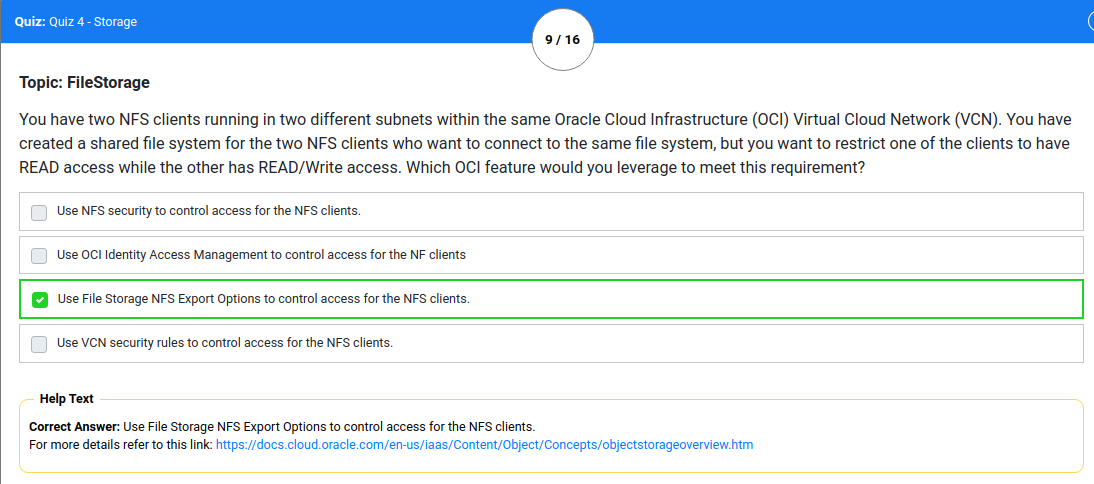 Quiz: Quiz 4 - Storage
9 / 16
Topic: FileStorage
You have two NFS clients running in two different subnets within the same Oracle Cloud Infrastructure (OCI) Virtual Cloud Network (VCN). You have
created a shared file system for the two NFS clients who want to connect to the same file system, but you want to restrict one of the clients to have
READ access while the other has READ/Write access. Which OCI feature would you leverage to meet this requirement?
Use NFS security to control access for the NFS clients.
Use OCI Identity Access Management to control access for the NF clients
Use File Storage NFS Export Options to control access for the NFS clients.
Use VCN security rules to control access for the NFS clients.
Help Text
Correct Answer: Use File Storage NFS Export Options to control access for the NFS clients.
For more details refer to this link: https://docs.cloud.oracle.com/en-us/iaas/Content/Object/Concepts/objectstorageoverview.htm